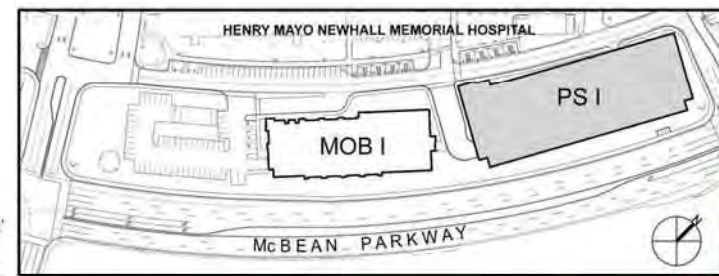 HENRY MAYO NEWHALL MEMORIAL HOSPITAL
PS I
MOB I
McBEAN PARKWAY